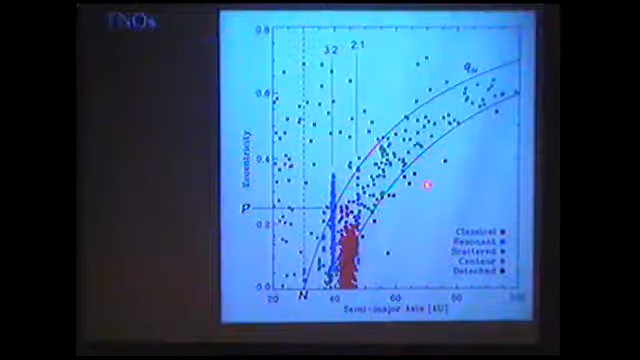 TNOs
0.8
3:2
2:1
0.6
Eccentricity
0.4
P
0.2
Classical
Resonant
Scattered
Centaur
Detached
0.0
20
40
60
80
100
N
Semi-major Axis [AU]